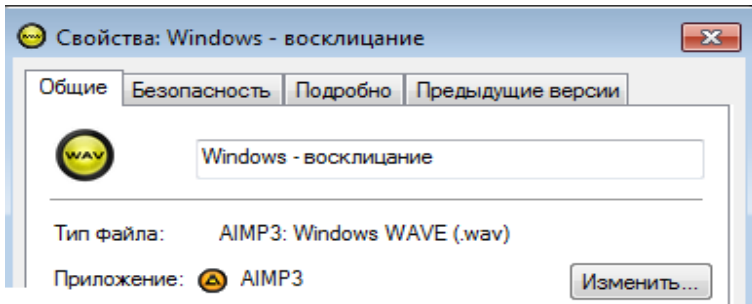 Свойства: Windows - восклицание
Общие Безопасность Подробно Предыдущие версии
WAV Windows - восклицание
Тип файла: AIMP3: Windows WAVE (.wav)
Приложение: AIMP3 Изменить...